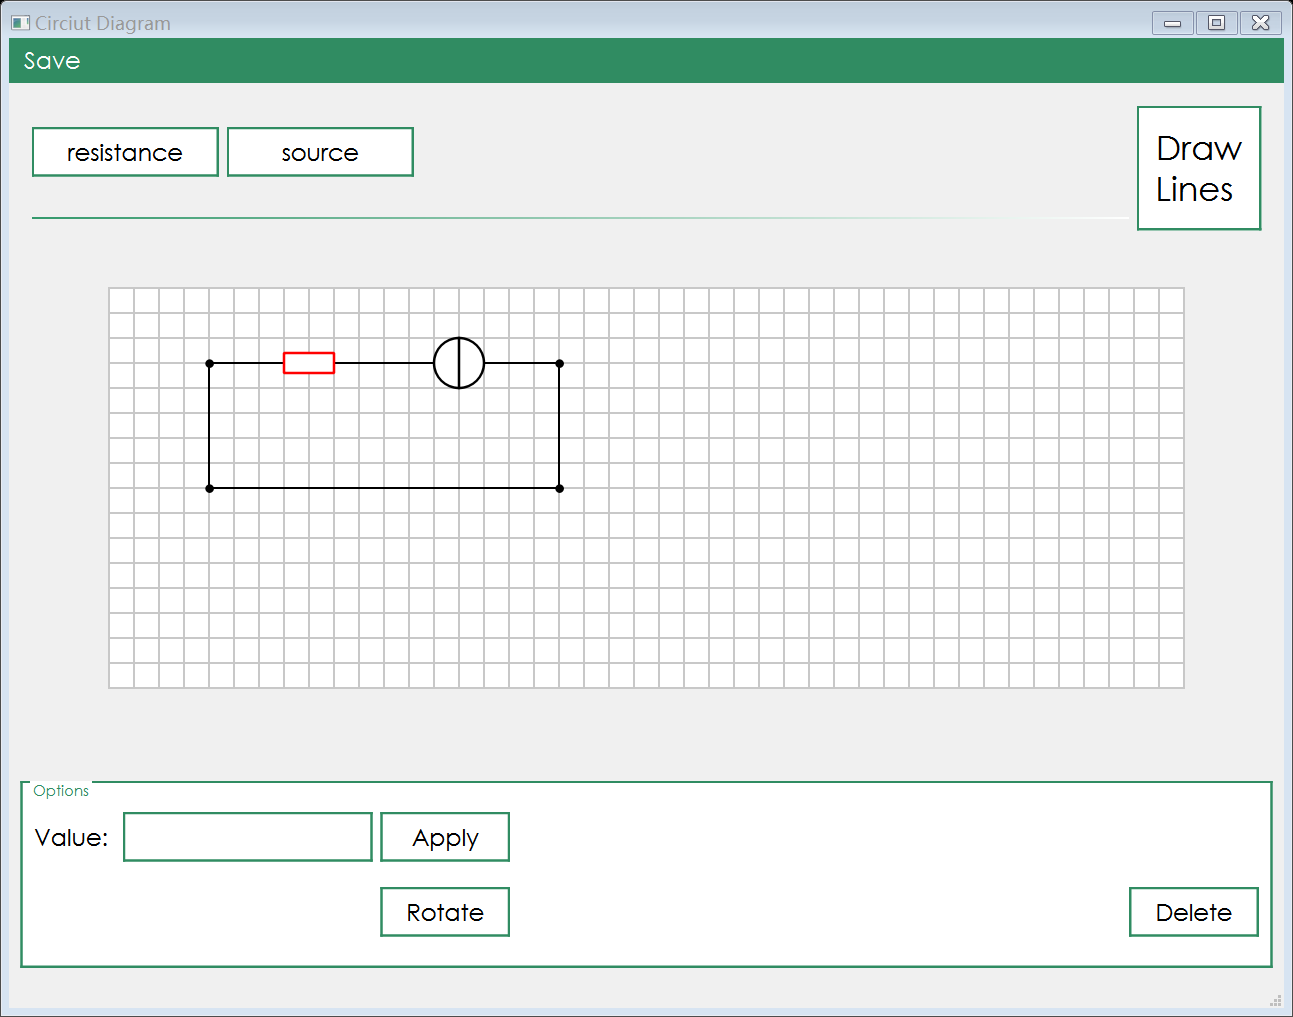 Circiut Diagram
Save
resistance
source
Draw
Lines
Options
Value:
Apply
Rotate
Delete